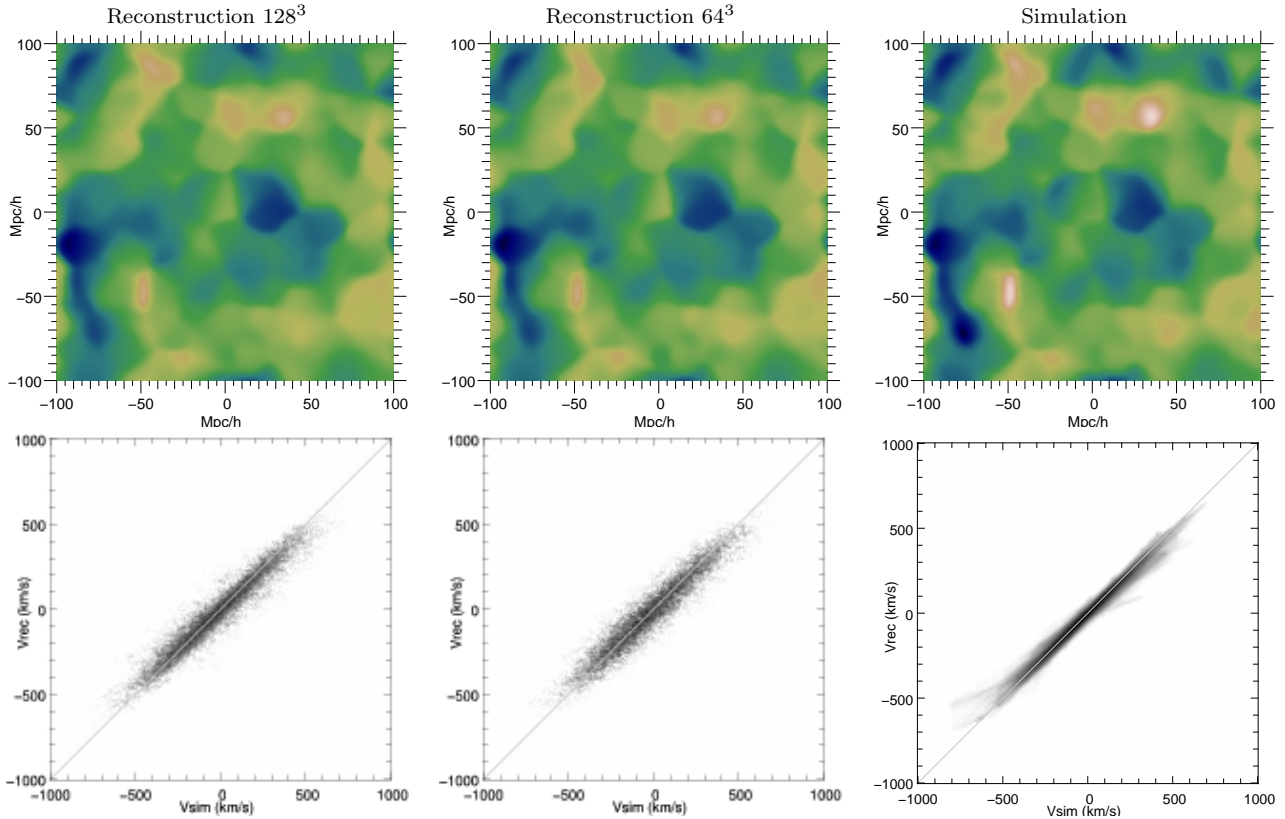 Reconstruction 128³ Reconstruction 64³ Simulation
100 100 100
50 50 50
Mpc/h Mpc/h Mpc/h
0 0 0
−50 −50 −50
−100 −100 −100
−100 −50 0 50 100 −100 −50 0 50 100 −100 −50 0 50 100
Mpc/h Mpc/h Mpc/h
1000 1000 1000
500 500 500
Vrec (km/s) Vrec (km/s) Vrec (km/s)
0 0 0
−500 −500 −500
−1000 −1000 −1000
−1000 −500 0 500 1000 −1000 −500 0 500 1000 −1000 −500 0 500 1000
Vsim (km/s) Vsim (km/s) Vsim (km/s)